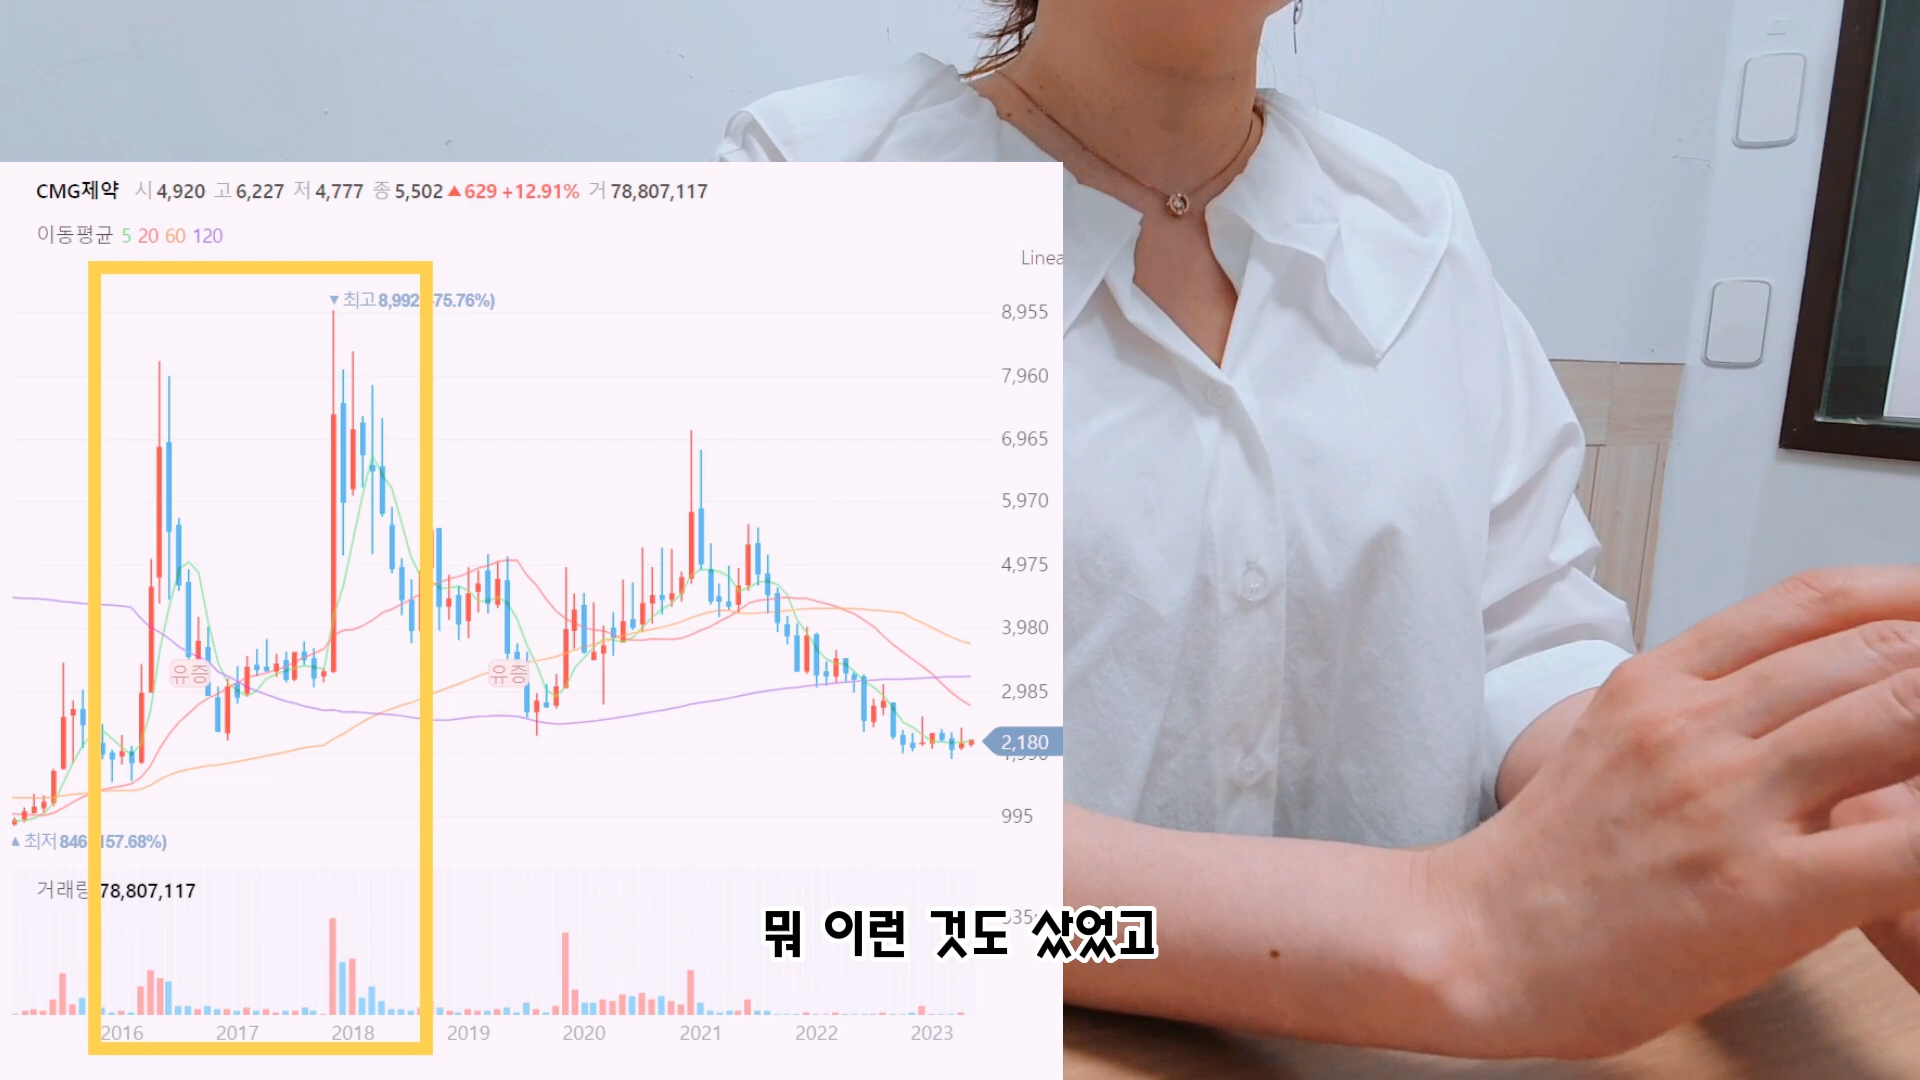 CMG제약 시 4,920 고 6,227 저 4,777 종 5,502 ▲ 629 +12.91% 거 78,807,117
이동평균 5 20 60 120
Linea
▼최고 8,992 75.76%)
8,955
7,960
6,965
5,970
4,975
3,980
유증 유증
2,985
2,180
995
▲최저 846 157.68%)
거래량 78,807,117
뭐 이런 것도 샀었고
2016 2017 2018 2019 2020 2021 2022 2023